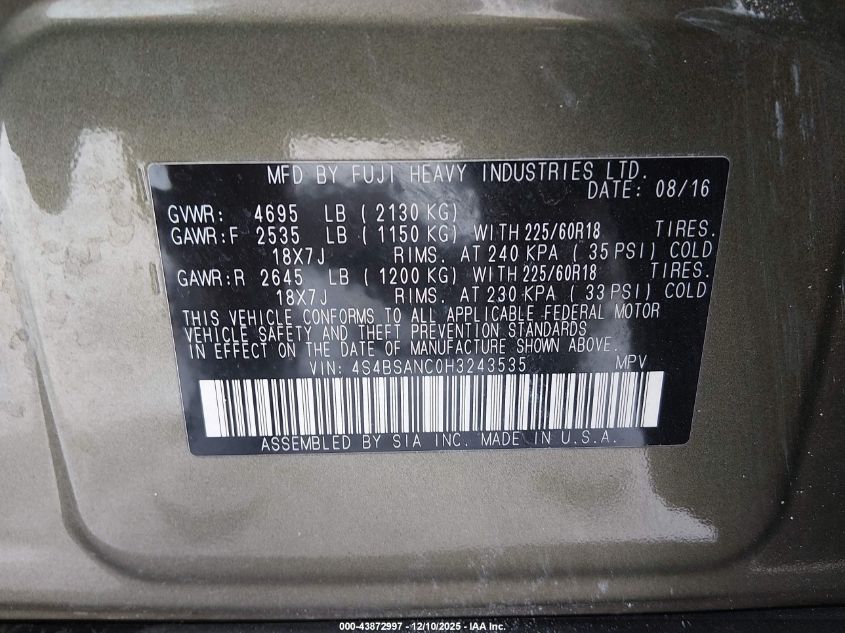 MFD BY FUJI HEAVY INDUSTRIES LTD.
DATE: 08/16
GVWR: 4695 LB ( 2130 KG)
GAWR:F 2535 LB ( 1150 KG) WITH 225/60R18 TIRES.
18X7J RIMS. AT 240 KPA ( 35 PSI) COLD
GAWR:R 2645 LB ( 1200 KG) WITH 225/60R18 TIRES.
18X7J RIMS. AT 230 KPA ( 33 PSI) COLD
THIS VEHICLE CONFORMS TO ALL APPLICABLE FEDERAL MOTOR
VEHICLE SAFETY AND THEFT PREVENTION STANDARDS
IN EFFECT ON THE DATE OF MANUFACTURE SHOWN ABOVE.
VIN: 4S4BSANC0H3243535 MPV
ASSEMBLED BY SIA INC. MADE IN U.S.A.
000-43872997 - 12/10/2025 - IAA Inc.